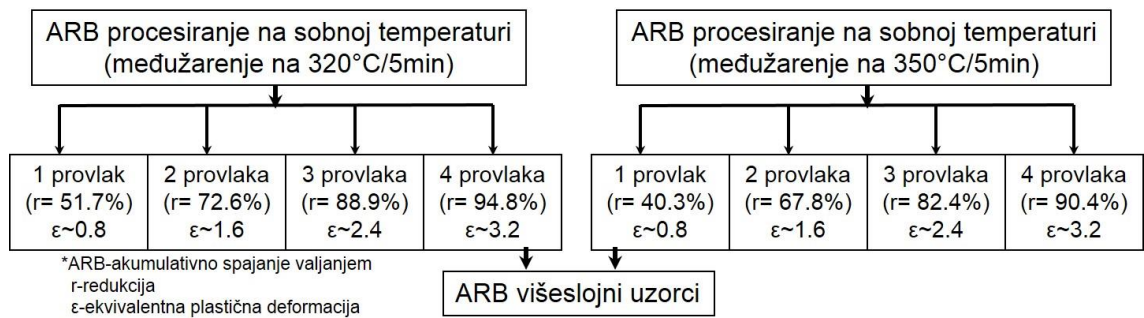 ARB procesiranje na sobnoj temperaturi
(međužarenje na 320°C/5min)
1 provlak
(r= 51.7%)
ε~0.8
2 provlaka
(r= 72.6%)
ε~1.6
3 provlaka
(r= 88.9%)
ε~2.4
4 provlaka
(r= 94.8%)
ε~3.2
ARB procesiranje na sobnoj temperaturi
(međužarenje na 350°C/5min)
1 provlak
(r= 40.3%)
ε~0.8
2 provlaka
(r= 67.8%)
ε~1.6
3 provlaka
(r= 82.4%)
ε~2.4
4 provlaka
(r= 90.4%)
ε~3.2
*ARB-akumulativno spajanje valjanjem
r-redukcija
ε-ekvivalentna plastična deformacija
ARB višeslojni uzorci